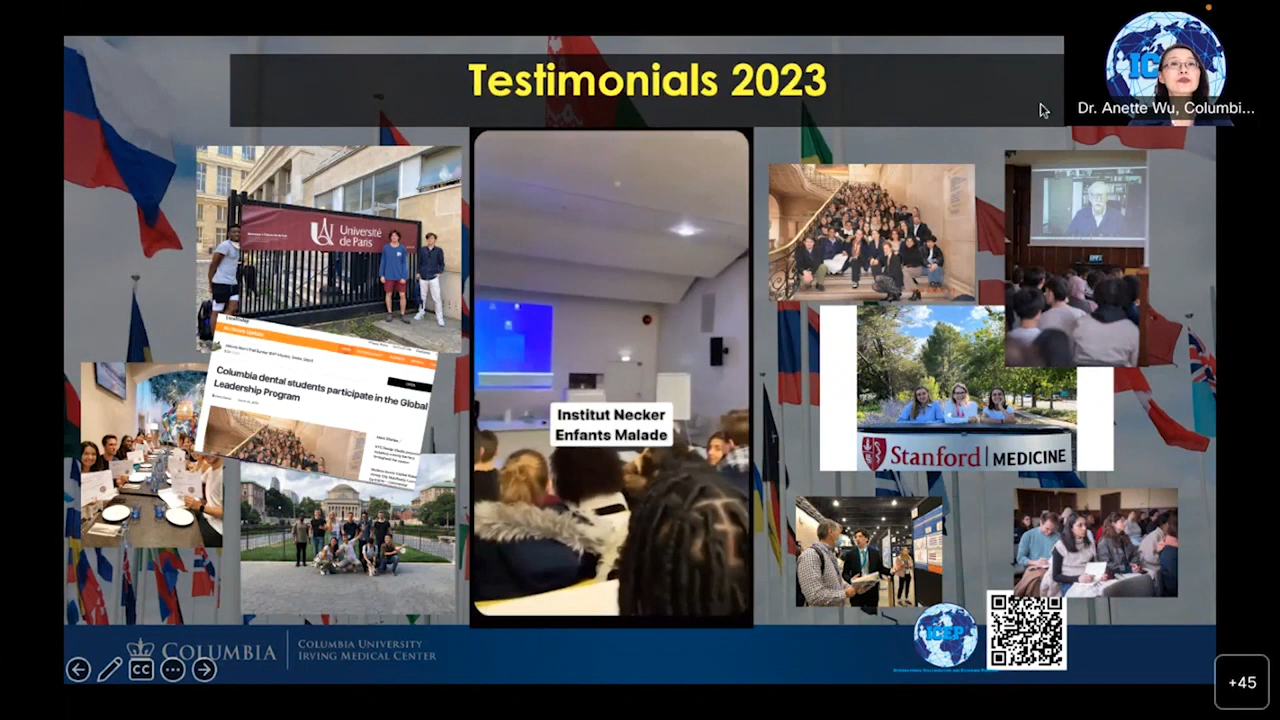 Testimonials 2023
Dr. Anette Wu, Columbi...
Université
de Paris
Columbia dental students participate in the Global
Leadership Program
Institut Necker
Enfants Malade
Stanford | MEDICINE
COLUMBIA
COLUMBIA UNIVERSITY
IRVING MEDICAL CENTER
CC
ICEP
+45